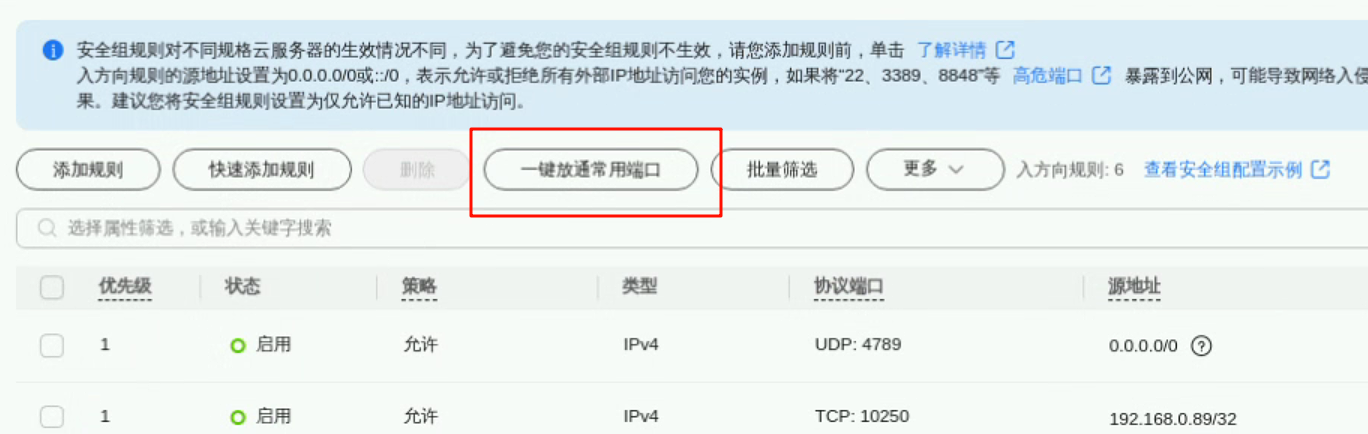 安全组规则对不同规格云服务器的生效情况不同，为了避免您的安全组规则不生效，请您添加规则前，单击 了解详情
入方向规则的源地址设置为0.0.0.0/0或::/0，表示允许或拒绝所有外部IP地址访问您的实例，如果将“22、3389、8848”等 高危端口 暴露到公网，可能导致网络入侵
果。建议您将安全组规则设置为仅允许已知的IP地址访问。
添加规则 快速添加规则 删除 一键放通常用端口 批量筛选 更多 入方向规则: 6 查看安全组配置示例
选择属性筛选，或输入关键字搜索
优先级 状态 策略 类型 协议端口 源地址
1 启用 允许 IPv4 UDP: 4789 0.0.0.0/0
1 启用 允许 IPv4 TCP: 10250 192.168.0.89/32